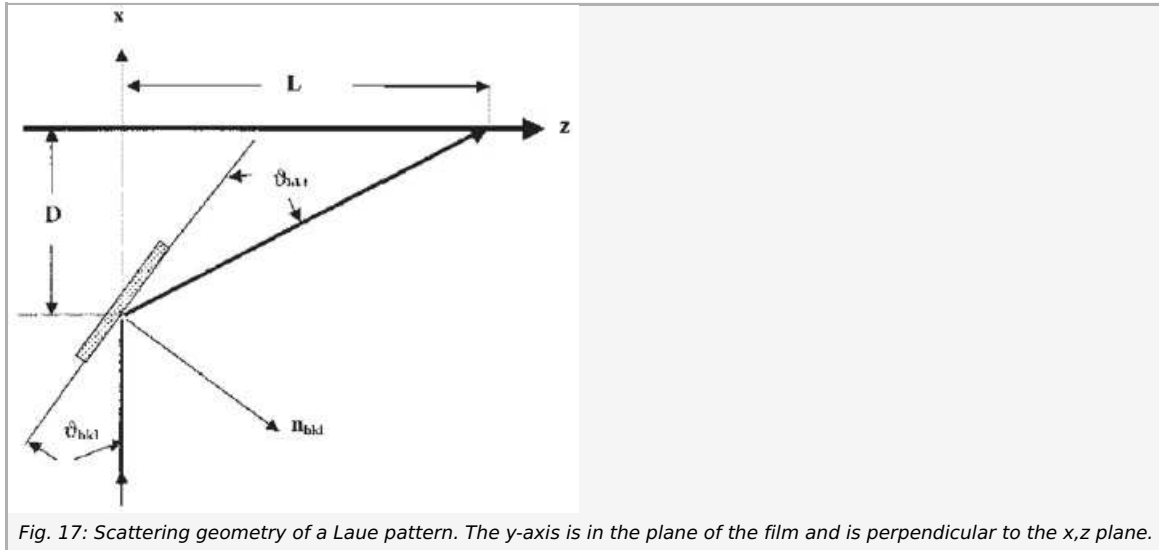 x
L
z
ϑhkl
D
ϑhkl
nhkl
Fig. 17: Scattering geometry of a Laue pattern. The y-axis is in the plane of the film and is perpendicular to the x,z plane.